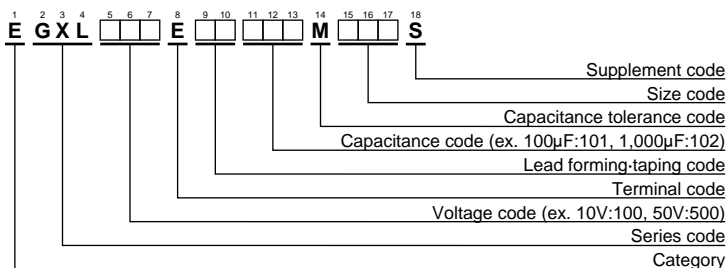 1 2 3 4 5 6 7 8 9 10 11 12 13 14 15 16 17 18
E GXL E M S
Supplement code
Size code
Capacitance tolerance code
Capacitance code (ex. 100μF:101, 1,000μF:102)
Lead forming·taping code
Terminal code
Voltage code (ex. 10V:100, 50V:500)
Series code
Category